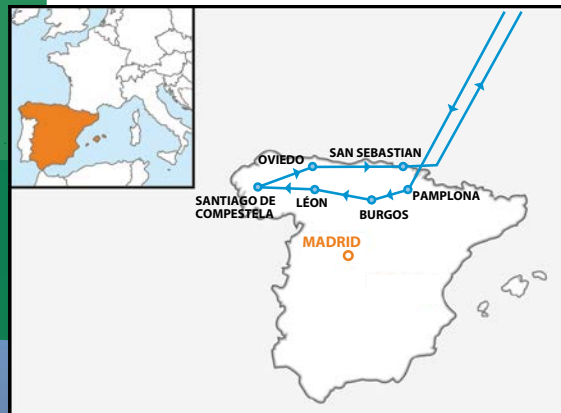 OVIEDO
SAN SEBASTIAN
SANTIAGO DE
COMPESTELA
LÉON
BURGOS
PAMPLONA
MADRID